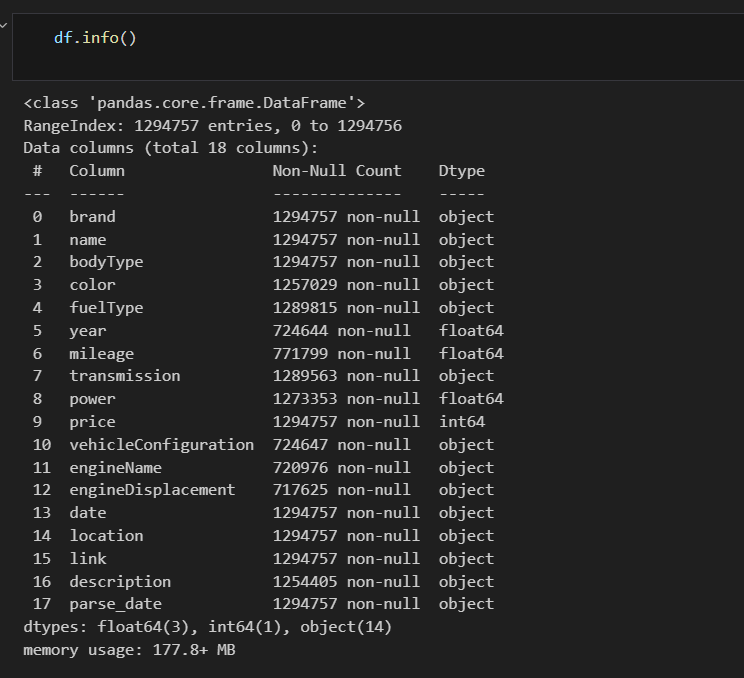 df.info()
<class 'pandas.core.frame.DataFrame'>
RangeIndex: 1294757 entries, 0 to 1294756
Data columns (total 18 columns):
 #   Column                Non-Null Count    Dtype
---  ------                --------------    -----
 0   brand                 1294757 non-null  object
 1   name                  1294757 non-null  object
 2   bodyType              1294757 non-null  object
 3   color                 1257029 non-null  object
 4   fuelType              1289815 non-null  object
 5   year                  724644 non-null   float64
 6   mileage               771799 non-null   float64
 7   transmission          1289563 non-null  object
 8   power                 1273353 non-null  float64
 9   price                 1294757 non-null  int64
 10  vehicleConfiguration  724647 non-null   object
 11  engineName            720976 non-null   object
 12  engineDisplacement    717625 non-null   object
 13  date                  1294757 non-null  object
 14  location              1294757 non-null  object
 15  link                  1294757 non-null  object
 16  description           1254405 non-null  object
 17  parse_date            1294757 non-null  object
dtypes: float64(3), int64(1), object(14)
memory usage: 177.8+ MB